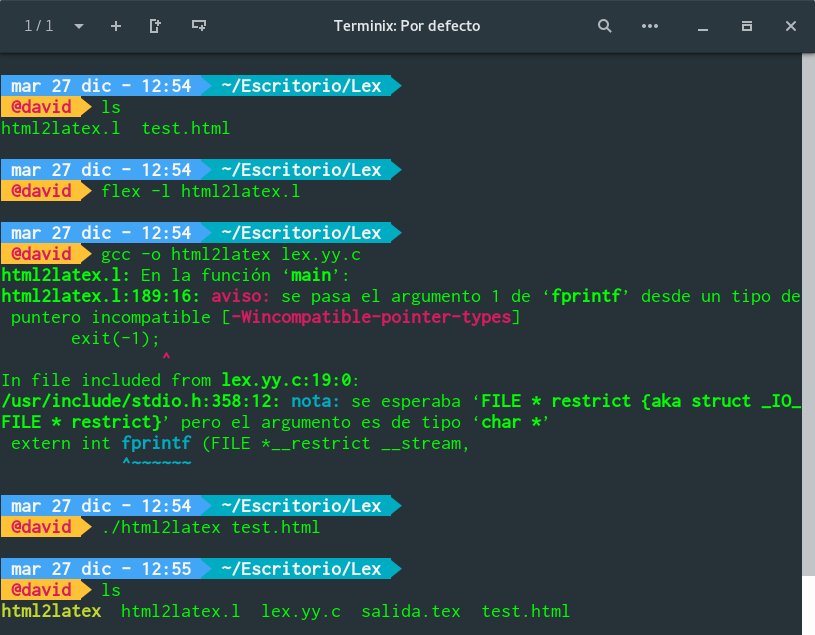 1 / 1 Terminix: Por defecto
mar 27 dic - 12:54 ~/Escritorio/Lex
@david ls
html2latex.l test.html
mar 27 dic - 12:54 ~/Escritorio/Lex
@david flex -l html2latex.l
mar 27 dic - 12:54 ~/Escritorio/Lex
@david gcc -o html2latex lex.yy.c
html2latex.l: En la función ‘main’:
html2latex.l:189:16: aviso: se pasa el argumento 1 de ‘fprintf’ desde un tipo de
puntero incompatible [-Wincompatible-pointer-types]
exit(-1);
^
In file included from lex.yy.c:19:0:
/usr/include/stdio.h:358:12: nota: se esperaba ‘FILE * restrict {aka struct _IO_
FILE * restrict}’ pero el argumento es de tipo ‘char *’
extern int fprintf (FILE *__restrict __stream,
^~~~~~~
mar 27 dic - 12:54 ~/Escritorio/Lex
@david ./html2latex test.html
mar 27 dic - 12:55 ~/Escritorio/Lex
@david ls
html2latex html2latex.l lex.yy.c salida.tex test.html